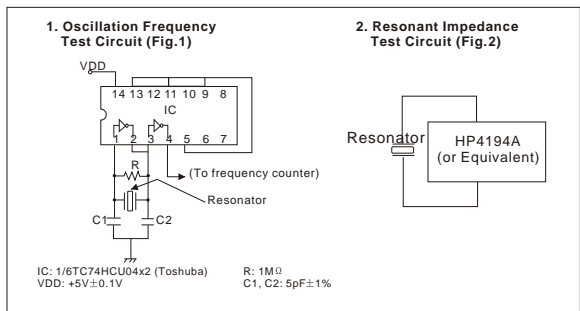 1. Oscillation Frequency
Test Circuit (Fig.1)
VDD
14 13 12 11 10 9 8
IC
1 2 3 4 5 6 7
R
(To frequency counter)
Resonator
C1 C2
IC: 1/6TC74HCU04x2 (Toshuba)
VDD: +5V±0.1V
R: 1MΩ
C1, C2: 5pF±1%
2. Resonant Impedance
Test Circuit (Fig.2)
Resonator
HP4194A
(or Equivalent)